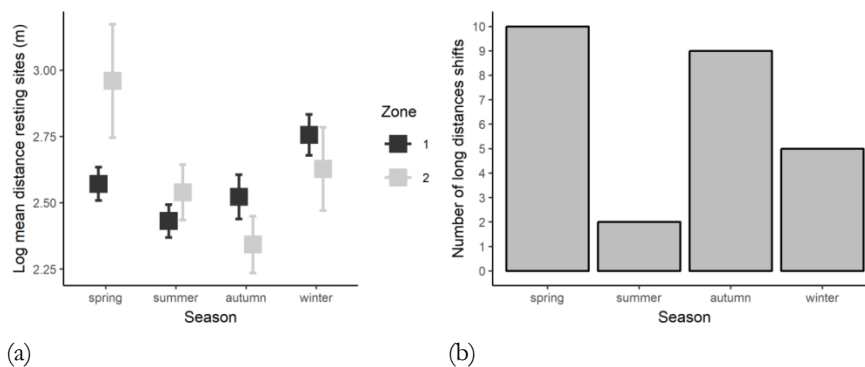 Log mean distance resting sites (m)
3.00
2.75
2.50
2.25
spring summer autumn winter
Season
Zone
1
2
(a)
Number of long distances shifts
10
9
8
7
6
5
4
3
2
1
0
spring summer autumn winter
Season
(b)